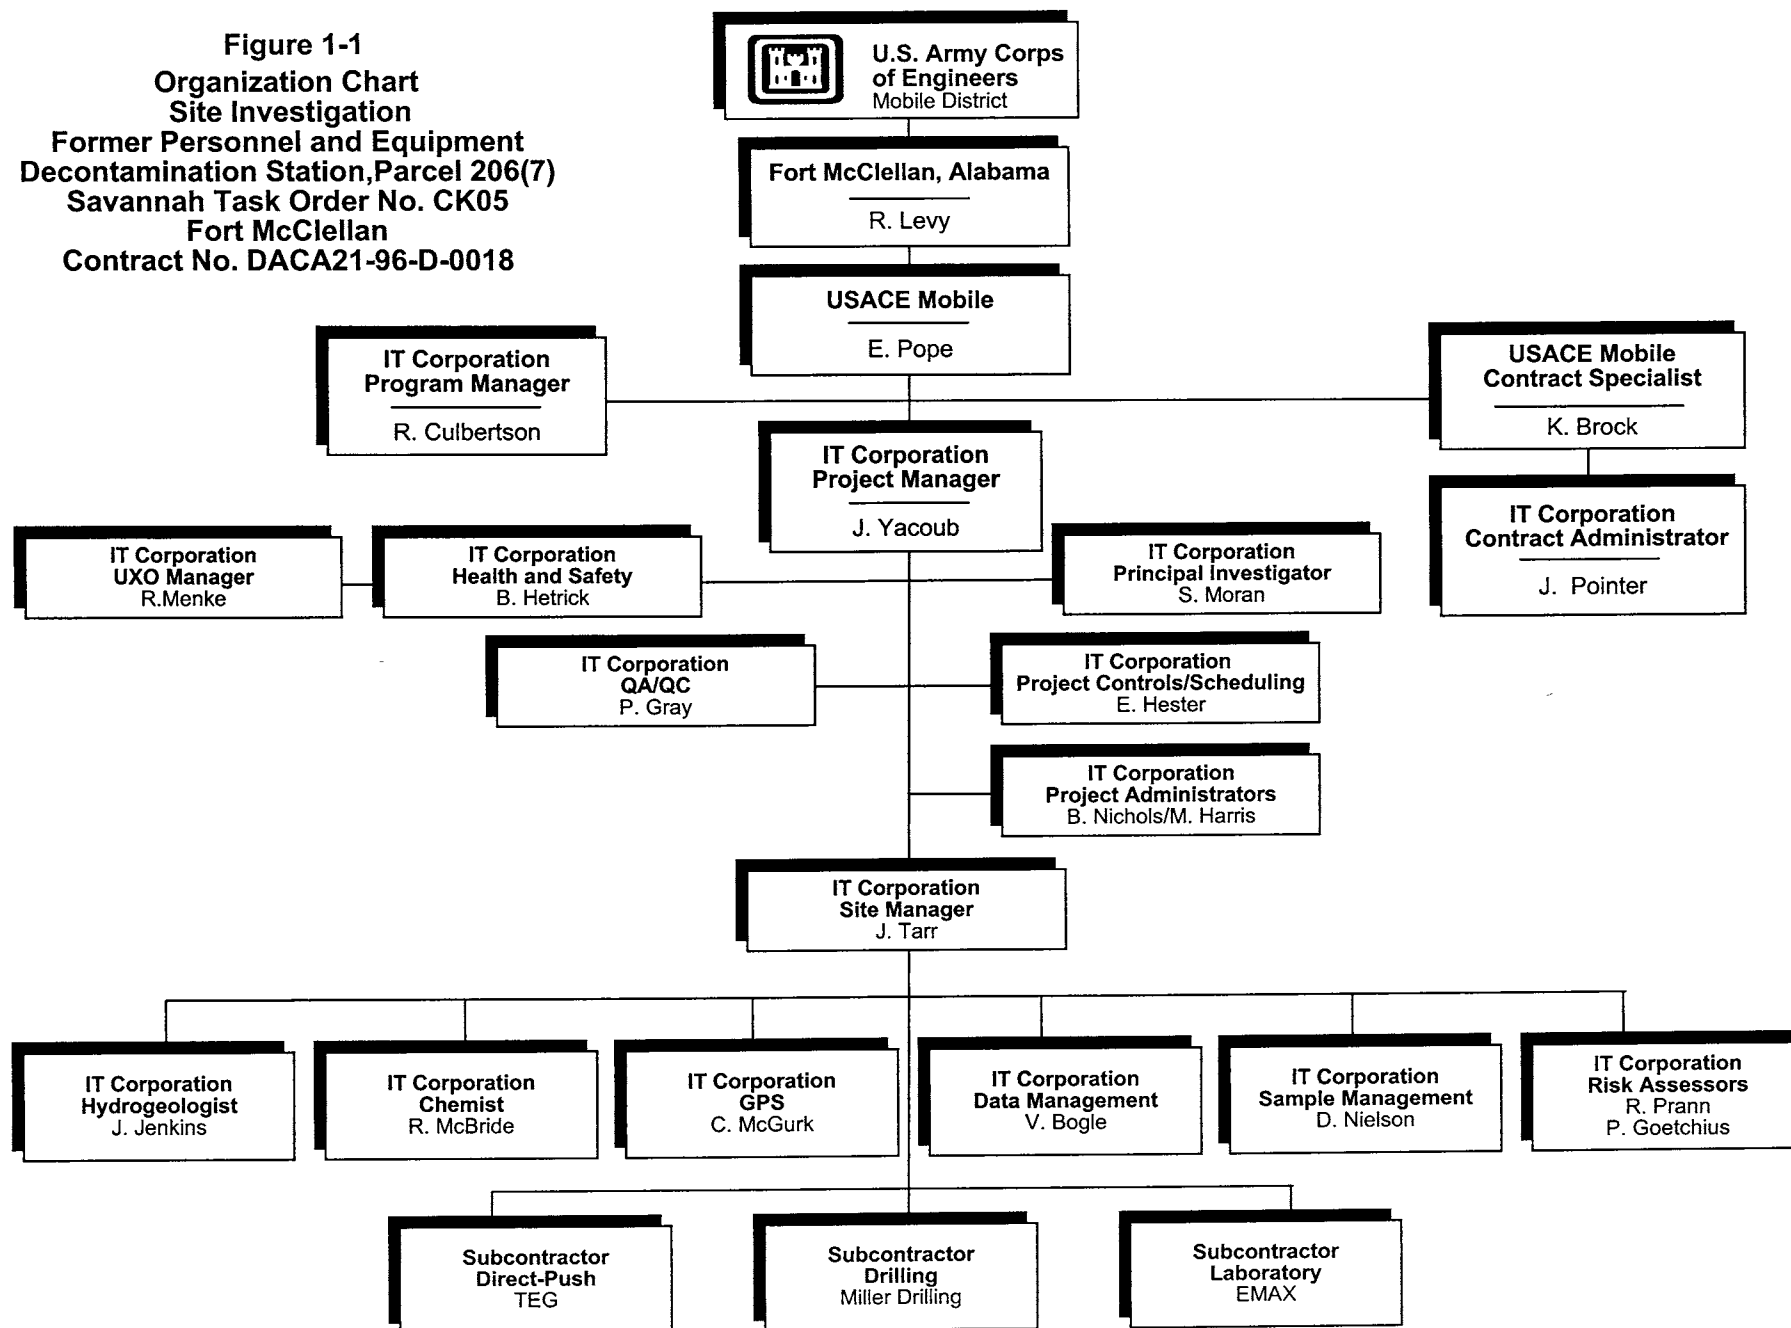 Figure 1-1
Organization Chart
Site Investigation
Former Personnel and Equipment
Decontamination Station,Parcel 206(7)
Savannah Task Order No. CK05
Fort McClellan
Contract No. DACA21-96-D-0018
U.S. Army Corps
of Engineers
Mobile District
Fort McClellan, Alabama
R. Levy
USACE Mobile
E. Pope
IT Corporation
Program Manager
R. Culbertson
USACE Mobile
Contract Specialist
K. Brock
IT Corporation
Project Manager
J. Yacoub
IT Corporation
Contract Administrator
J. Pointer
IT Corporation
UXO Manager
R.Menke
IT Corporation
Health and Safety
B. Hetrick
IT Corporation
Principal Investigator
S. Moran
IT Corporation
QA/QC
P. Gray
IT Corporation
Project Controls/Scheduling
E. Hester
IT Corporation
Project Administrators
B. Nichols/M. Harris
IT Corporation
Site Manager
J. Tarr
IT Corporation
Hydrogeologist
J. Jenkins
IT Corporation
Chemist
R. McBride
IT Corporation
GPS
C. McGurk
IT Corporation
Data Management
V. Bogle
IT Corporation
Sample Management
D. Nielson
IT Corporation
Risk Assessors
R. Prann
P. Goetchius
Subcontractor
Direct-Push
TEG
Subcontractor
Drilling
Miller Drilling
Subcontractor
Laboratory
EMAX